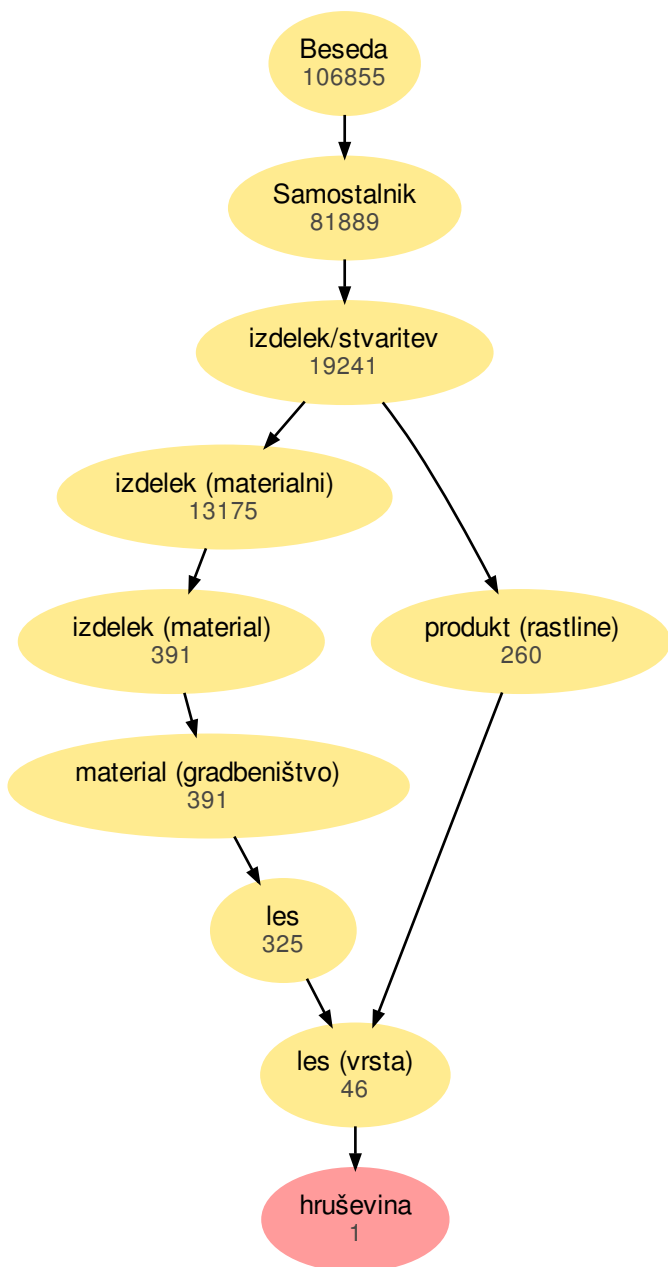 Beseda
106855
Samostalnik
81889
izdelek/stvaritev
19241
izdelek (materialni)
13175
izdelek (material)
391
produkt (rastline)
260
material (gradbeništvo)
391
les
325
les (vrsta)
46
hruševina
1